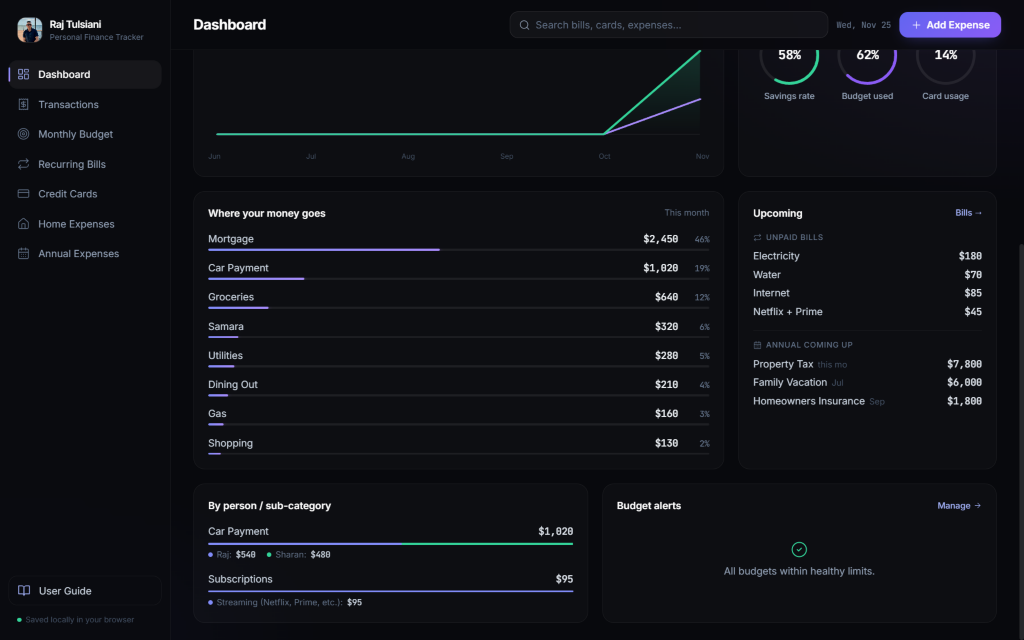 Raj Tulsiani
Personal Finance Tracker
Dashboard
Transactions
Monthly Budget
Recurring Bills
Credit Cards
Home Expenses
Annual Expenses
User Guide
Saved locally in your browser
Dashboard
Search bills, cards, expenses...
Wed, Nov 25
+ Add Expense
Jun Jul Aug Sep Oct Nov
58% 62% 14%
Savings rate Budget used Card usage
Where your money goes This month
Mortgage $2,450 46%
Car Payment $1,020 19%
Groceries $640 12%
Samara $320 6%
Utilities $280 5%
Dining Out $210 4%
Gas $160 3%
Shopping $130 2%
Upcoming Bills →
UNPAID BILLS
Electricity $180
Water $70
Internet $85
Netflix + Prime $45
ANNUAL COMING UP
Property Tax this mo $7,800
Family Vacation Jul $6,000
Homeowners Insurance Sep $1,800
By person / sub-category
Car Payment $1,020
Raj: $540 Sharan: $480
Subscriptions $95
Streaming (Netflix, Prime, etc.): $95
Budget alerts Manage →
All budgets within healthy limits.